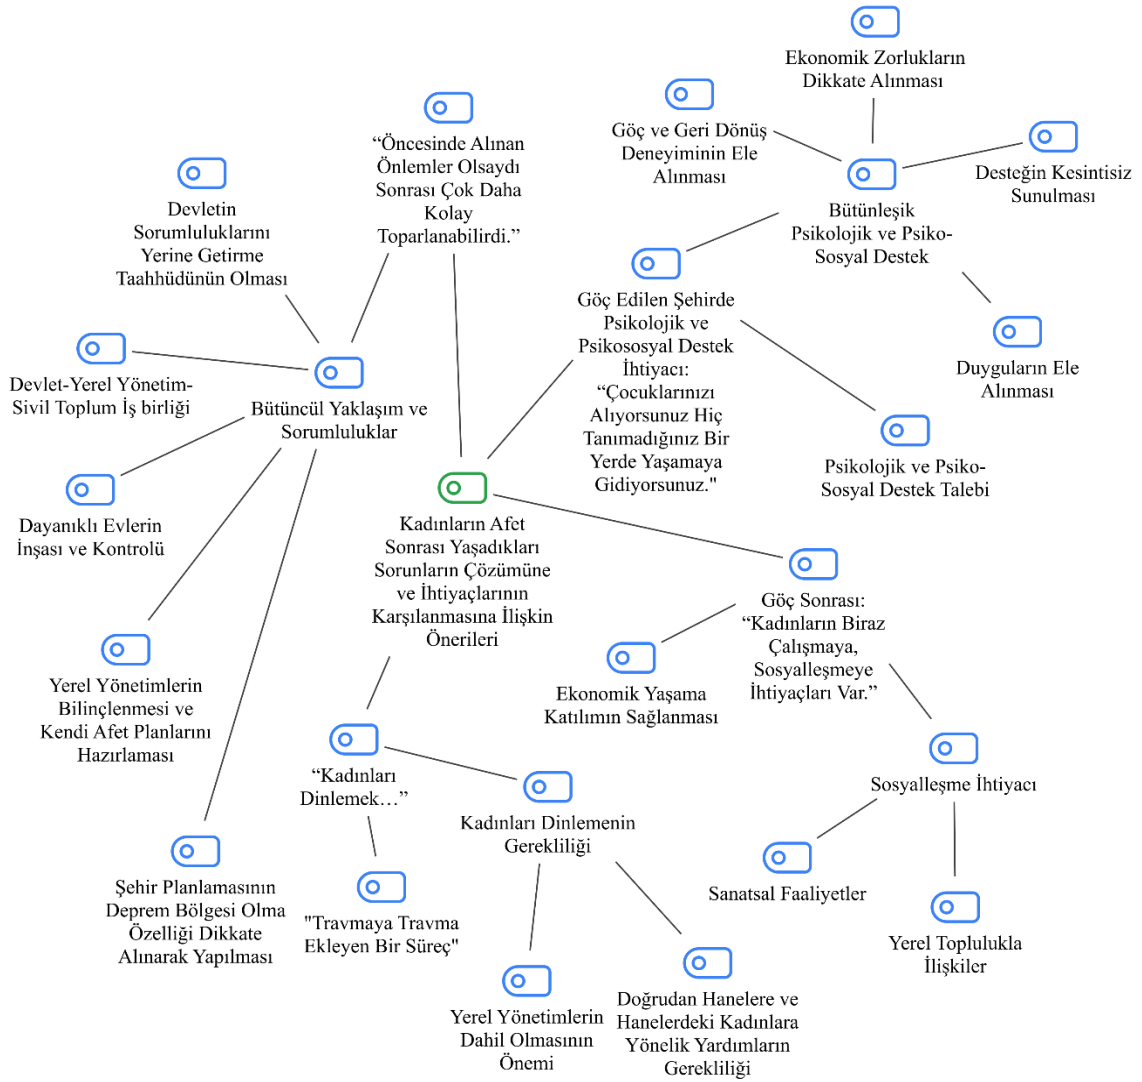 Ekonomik Zorlukların
Dikkate Alınması
Göç ve Geri Dönüş
Deneyiminin Ele
Alınması
Desteğin Kesintisiz
Sunulması
Bütünleşik
Psikolojik ve Psiko-
Sosyal Destek
Duyguların Ele
Alınması
“Öncesinde Alınan
Önlemler Olsaydı
Sonrası Çok Daha
Kolay
Toparlanabilirdi.”
Devletin
Sorumluluklarını
Yerine Getirme
Taahhüdünün Olması
Göç Edilen Şehirde
Psikolojik ve
Psikososyal Destek
İhtiyacı:
“Çocuklarınızı
Alıyorsunuz Hiç
Tanımadığınız Bir
Yerde Yaşamaya
Gidiyorsunuz."
Devlet-Yerel Yönetim-
Sivil Toplum İş birliği
Bütüncül Yaklaşım ve
Sorumluluklar
Psikolojik ve Psiko-
Sosyal Destek Talebi
Dayanıklı Evlerin
İnşası ve Kontrolü
Kadınların Afet
Sonrası Yaşadıkları
Sorunların Çözümüne
ve İhtiyaçlarının
Karşılanmasına İlişkin
Önerileri
Göç Sonrası:
“Kadınların Biraz
Çalışmaya,
Sosyalleşmeye
İhtiyaçları Var.”
Yerel Yönetimlerin
Bilinçlenmesi ve
Kendi Afet Planlarını
Hazırlaması
Ekonomik Yaşama
Katılımın Sağlanması
“Kadınları
Dinlemek…”
Kadınları Dinlemenin
Gerekliliği
Sosyalleşme İhtiyacı
Şehir Planlamasının
Deprem Bölgesi Olma
Özelliği Dikkate
Alınarak Yapılması
"Travmaya Travma
Ekleyen Bir Süreç"
Sanatsal Faaliyetler
Yerel Toplulukla
İlişkiler
Yerel Yönetimlerin
Dahil Olmasının
Önemi
Doğrudan Hanelere ve
Hanelerdeki Kadınlara
Yönelik Yardımların
Gerekliliği